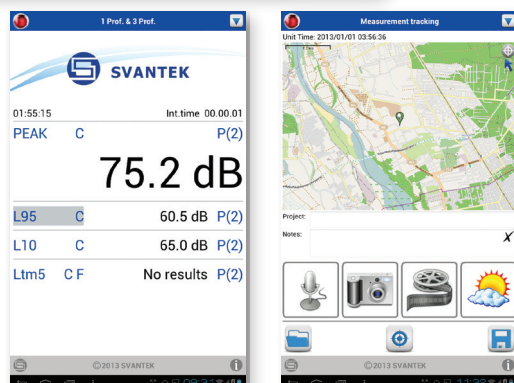 1 Prof. & 3 Prof.
SVANTEK
01:55:15 Int.time 00.00.01
PEAK C P(2)
75.2 dB
L95 C 60.5 dB P(2)
L10 C 65.0 dB P(2)
Ltm5 C F No results P(2)
©2013 SVANTEK
Measurement tracking
Unit Time: 2013/01/01 03:56:36
Project:
Notes:
X
©2013 SVANTEK